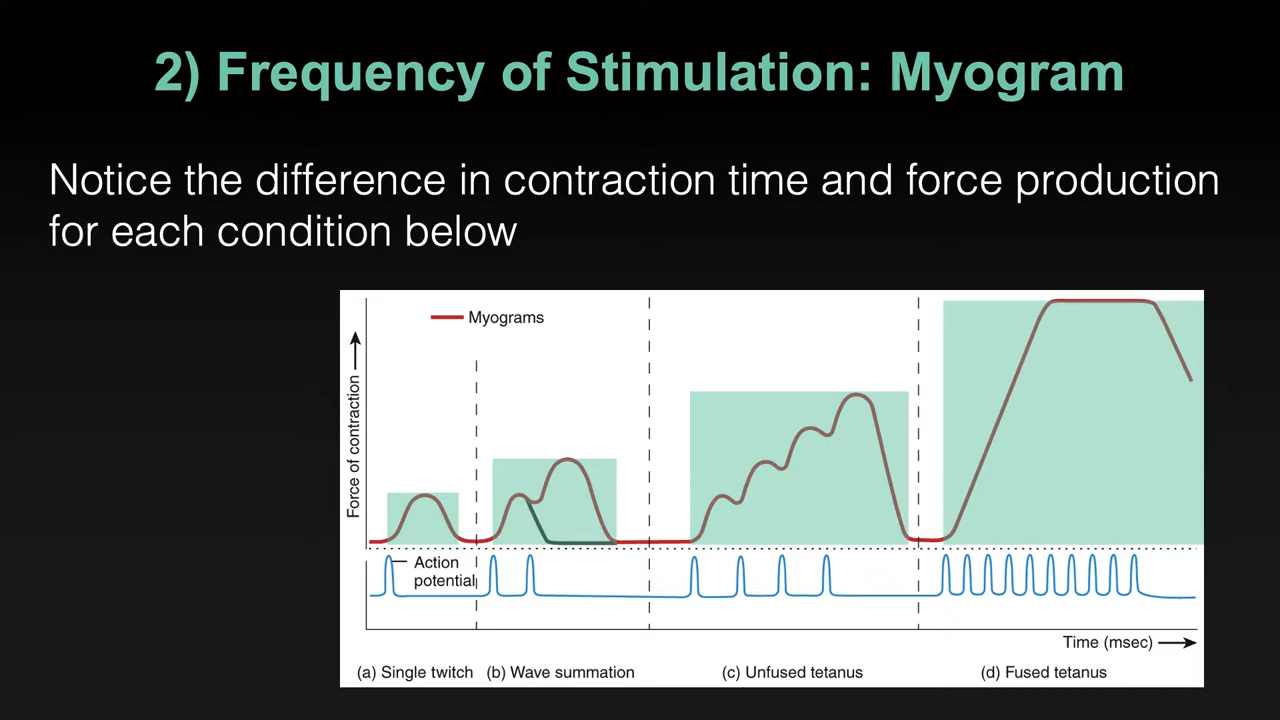 2) Frequency of Stimulation: Myogram
Notice the difference in contraction time and force production
for each condition below
Myograms
Force of contraction
Action
potential
Time (msec)
(a) Single twitch
(b) Wave summation
(c) Unfused tetanus
(d) Fused tetanus